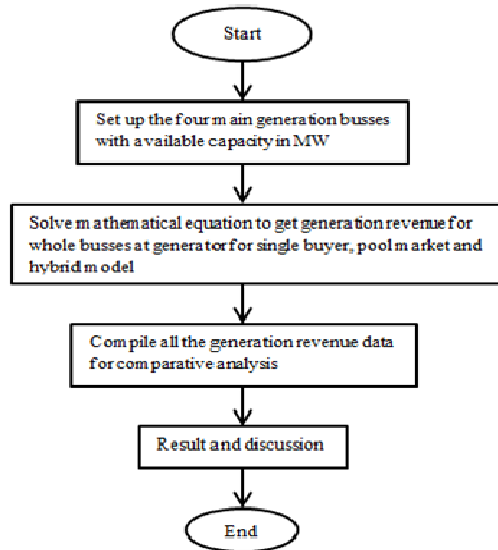 Start
Set up the four main generation busses
with available capacity in MW
Solve mathematical equation to get generation revenue for
whole busses at generator for single buyer, pool market and
hybrid model
Compile all the generation revenue data
for comparative analysis
Result and discussion
End